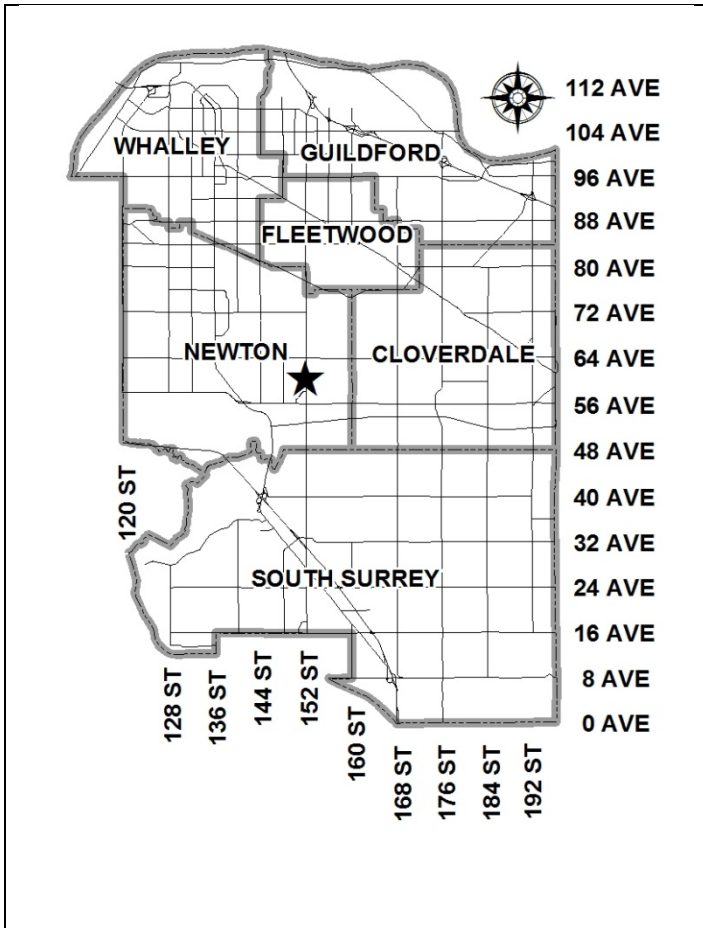 112 AVE
104 AVE
WHALLEY
GUILDFORD
96 AVE
88 AVE
FLEETWOOD
80 AVE
72 AVE
NEWTON
CLOVERDALE
64 AVE
56 AVE
48 AVE
120 ST
40 AVE
32 AVE
SOUTH SURREY
24 AVE
16 AVE
128 ST
136 ST
144 ST
152 ST
160 ST
8 AVE
0 AVE
168 ST
176 ST
184 ST
192 ST